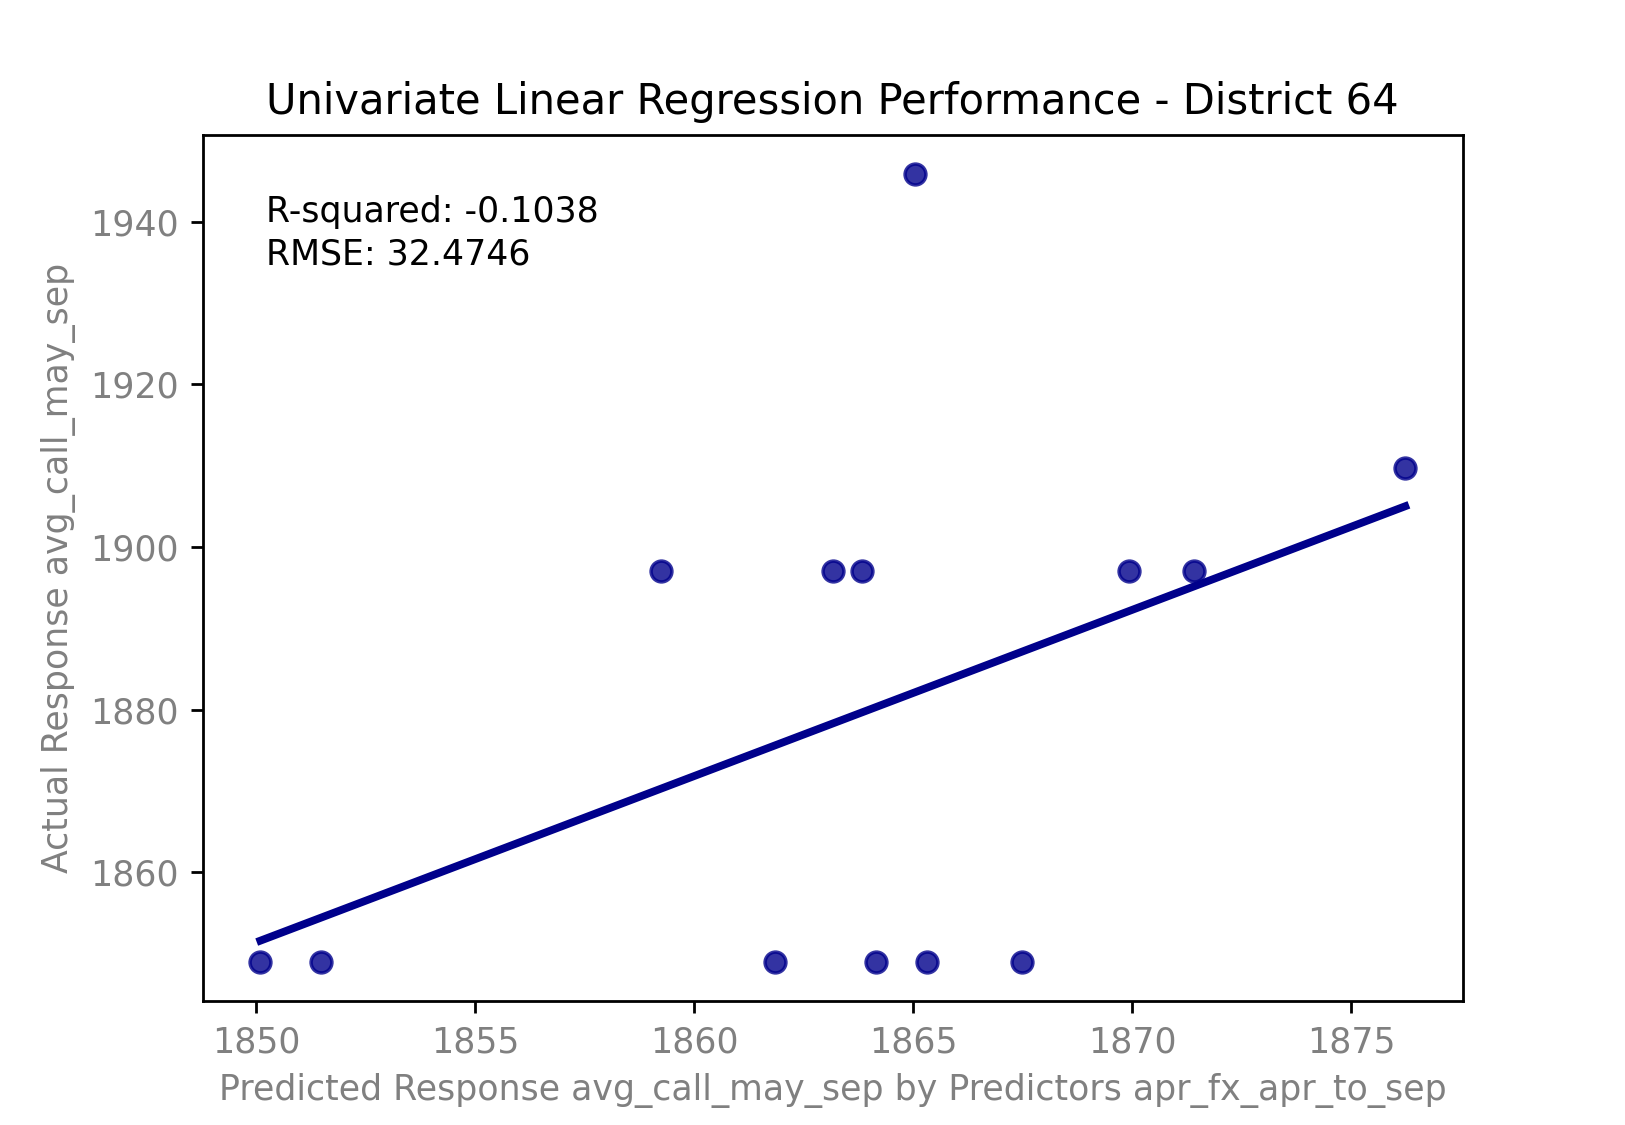 Univariate Linear Regression Performance - District 64
R-squared: -0.1038
RMSE: 32.4746
Actual Response avg_call_may_sep
1940
1920
1900
1880
1860
1850 1855 1860 1865 1870 1875
Predicted Response avg_call_may_sep by Predictors apr_fx_apr_to_sep